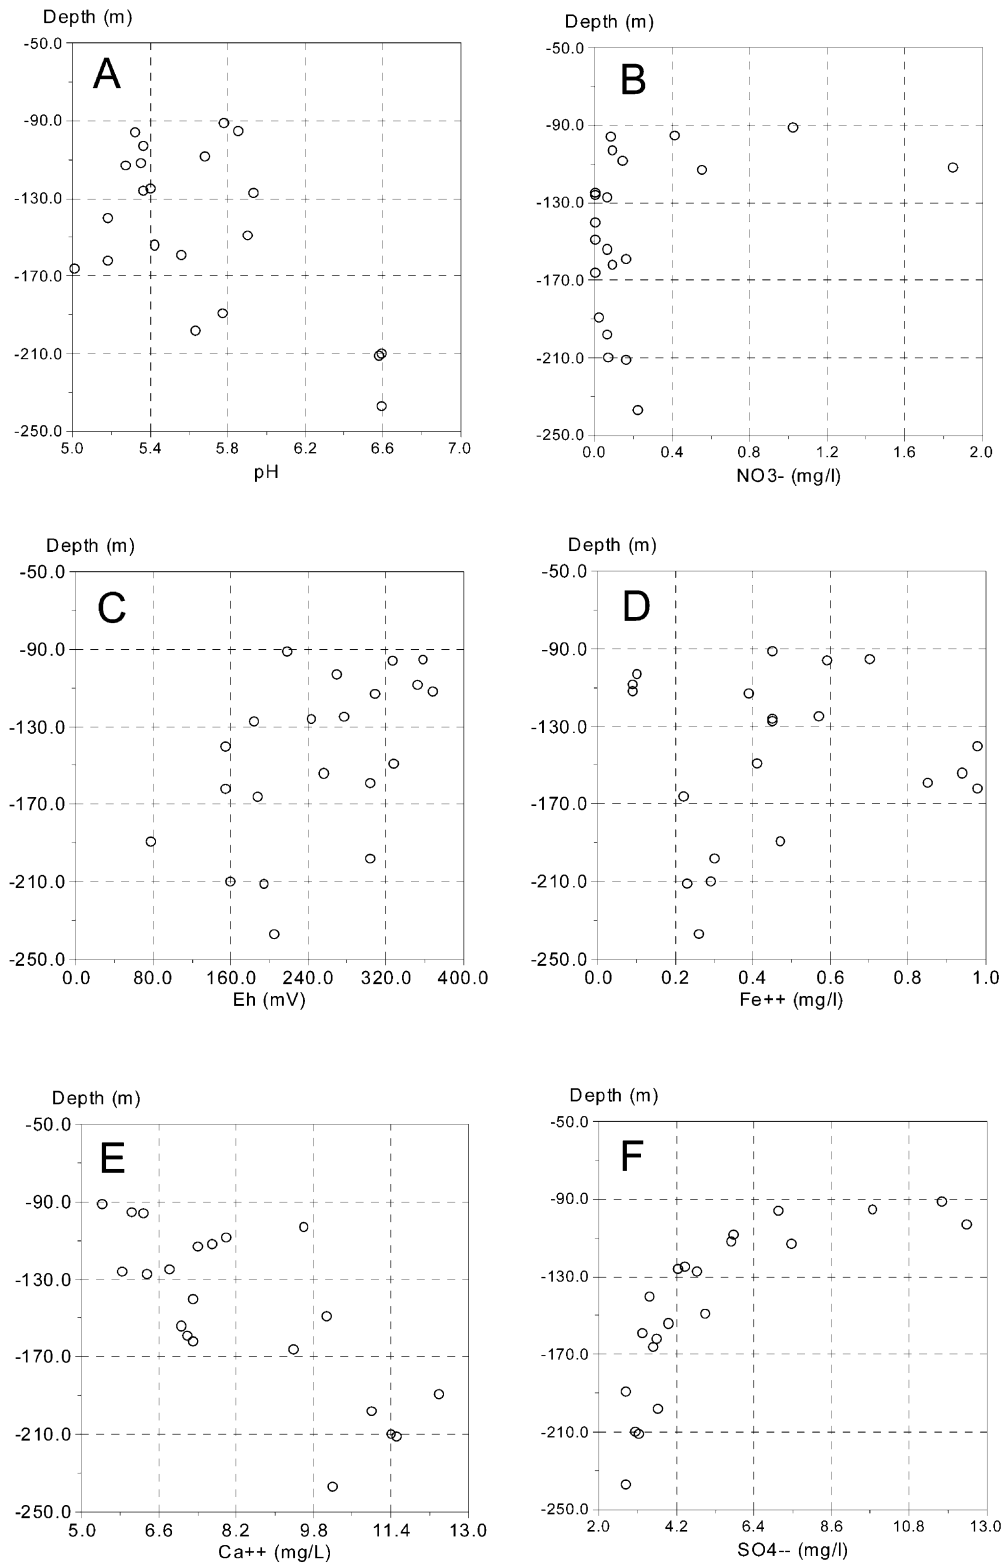 Depth (m)
-50.0
A
-90.0
-130.0
-170.0
-210.0
-250.0
5.0 5.4 5.8 6.2 6.6 7.0
pH
Depth (m)
-50.0
B
-90.0
-130.0
-170.0
-210.0
-250.0
0.0 0.4 0.8 1.2 1.6 2.0
NO3- (mg/l)
Depth (m)
-50.0
C
-90.0
-130.0
-170.0
-210.0
-250.0
0.0 80.0 160.0 240.0 320.0 400.0
Eh (mV)
Depth (m)
-50.0
D
-90.0
-130.0
-170.0
-210.0
-250.0
0.0 0.2 0.4 0.6 0.8 1.0
Fe++ (mg/l)
Depth (m)
-50.0
E
-90.0
-130.0
-170.0
-210.0
-250.0
5.0 6.6 8.2 9.8 11.4 13.0
Ca++ (mg/L)
Depth (m)
-50.0
F
-90.0
-130.0
-170.0
-210.0
-250.0
2.0 4.2 6.4 8.6 10.8 13.0
SO4-- (mg/l)